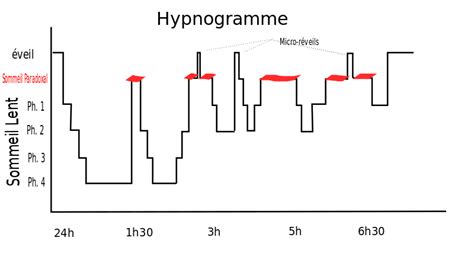 Hypnogramme
Micro-réveils
éveil
Sommeil Paradoxal
Sommeil Lent
Ph. 1
Ph. 2
Ph. 3
Ph. 4
24h
1h30
3h
5h
6h30